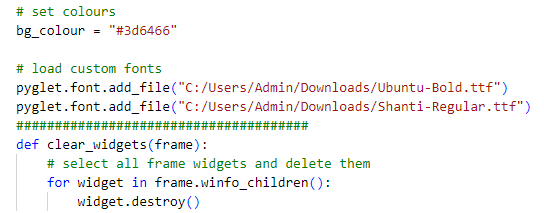 # set colours
bg_colour = "#3d6466"
# load custom fonts
pyglet.font.add_file("C:/Users/Admin/Downloads/Ubuntu-Bold.ttf")
pyglet.font.add_file("C:/Users/Admin/Downloads/Shanti-Regular.ttf")
######################################
def clear_widgets(frame):
    # select all frame widgets and delete them
    for widget in frame.winfo_children():
        widget.destroy()